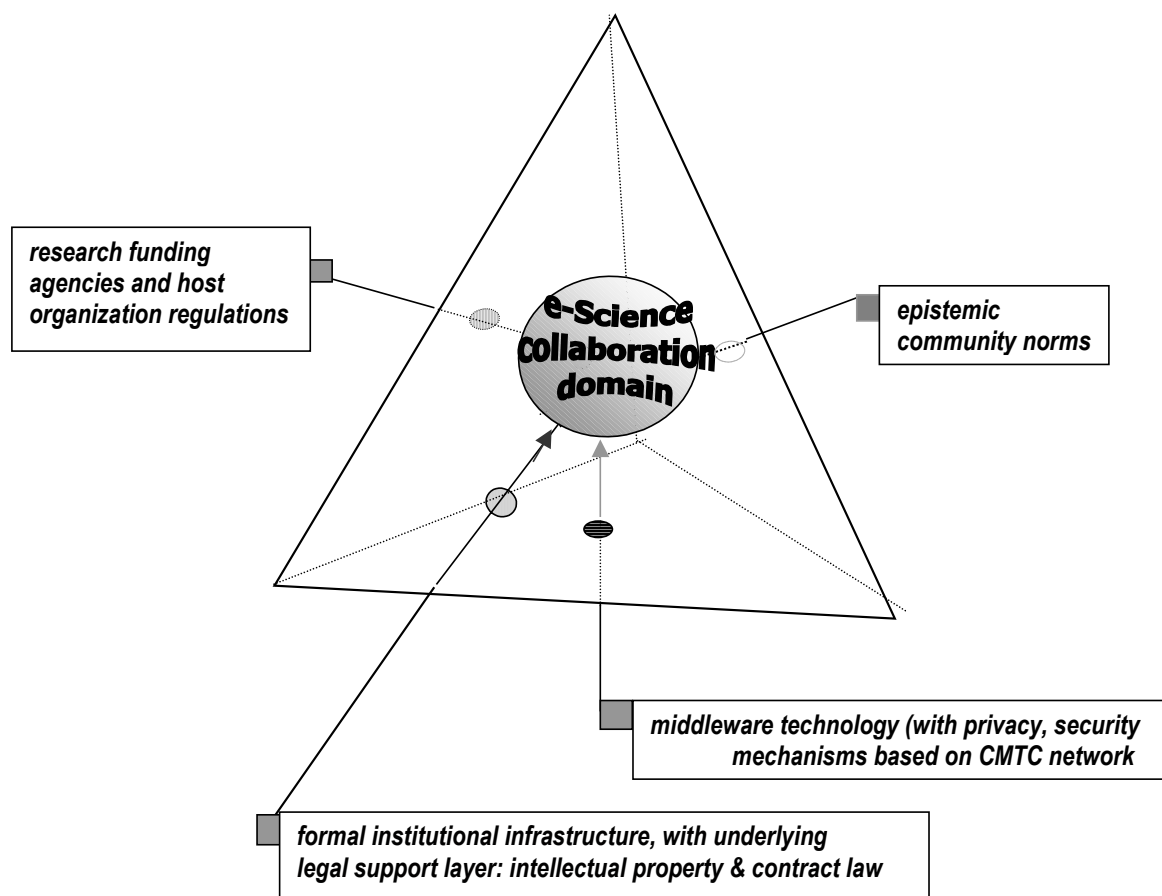 research funding
agencies and host
organization regulations
e-Science
collaboration
domain
epistemic
community norms
middleware technology (with privacy, security
mechanisms based on CMTC network
formal institutional infrastructure, with underlying
legal support layer: intellectual property & contract law